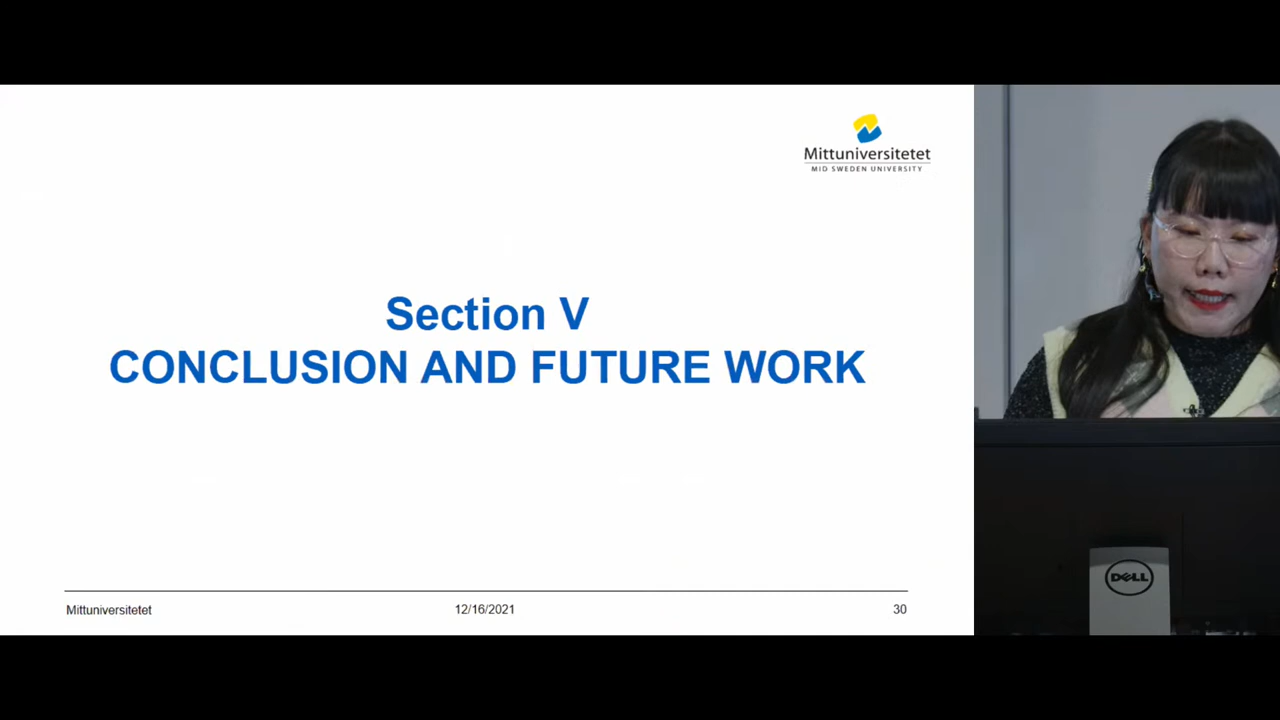 Mittuniversitetet
MID SWEDEN UNIVERSITY
Section V
CONCLUSION AND FUTURE WORK
Mittuniversitetet 12/16/2021 30
DELL